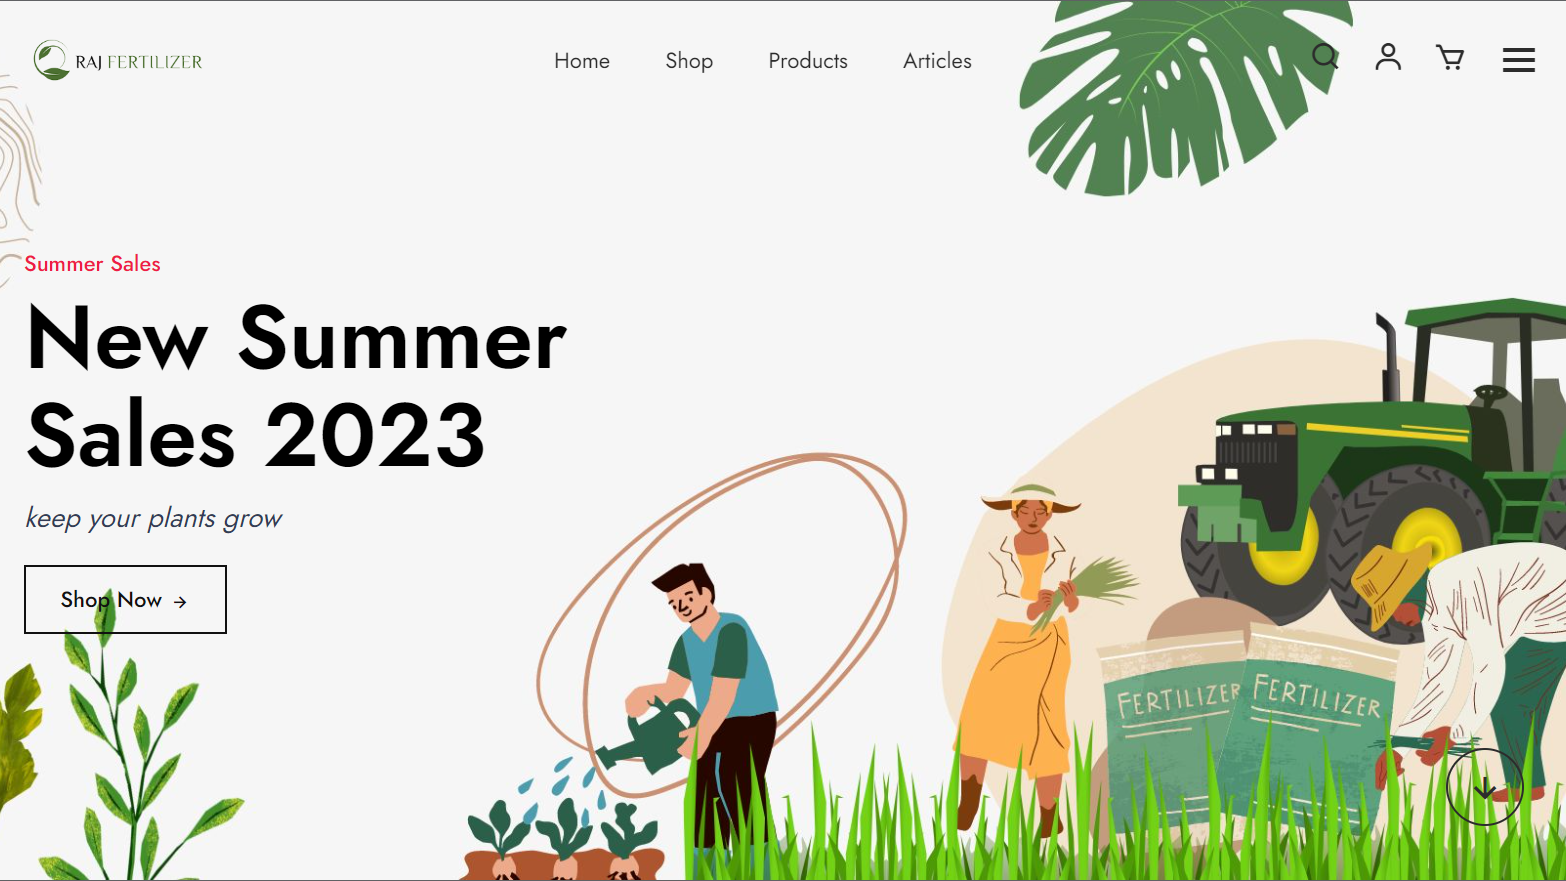 RAJ FERTILIZER
Home
Shop
Products
Articles
Summer Sales
New Summer
Sales 2023
keep your plants grow
Shop Now →
FERTILIZER
FERTILIZER